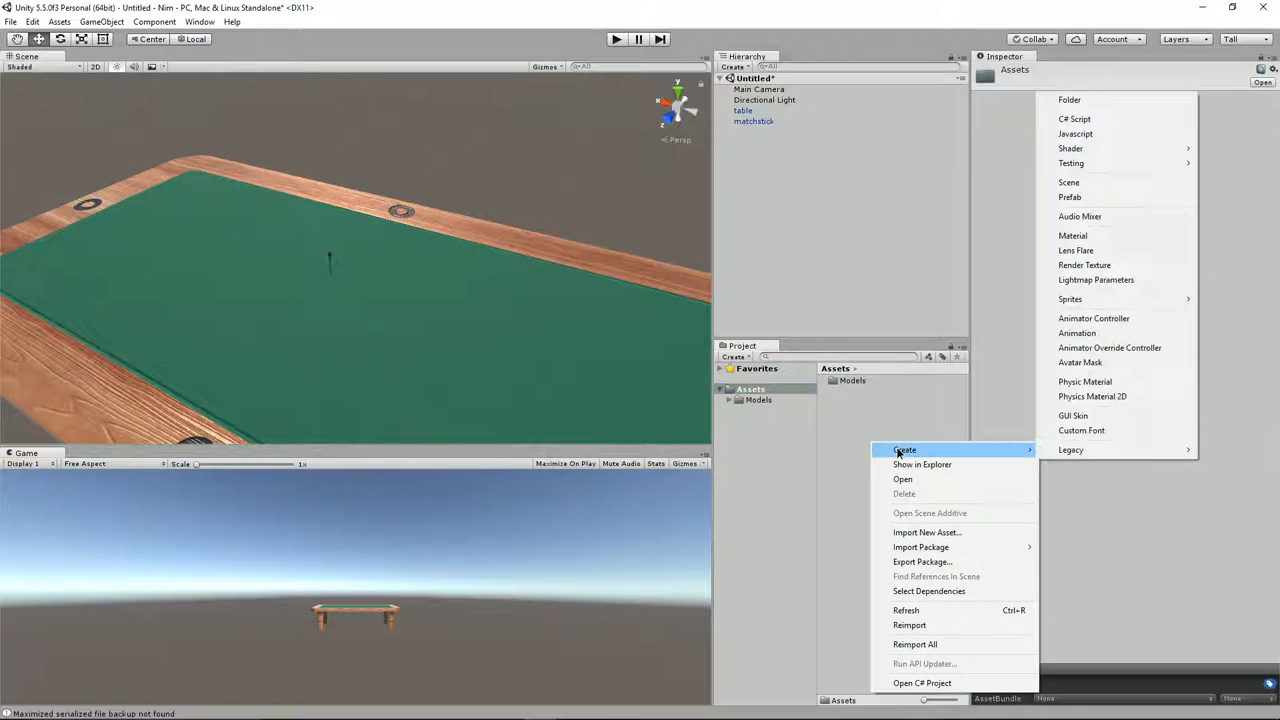 Unity 5.5.0f3 Personal (64bit) - Untitled - Nim - PC, Mac & Linux Standalone* <DX11>
File Edit Assets GameObject Component Window Help
Center Local Collab Account Layers Tall
Scene
Shaded 2D Gizmos All
y
x
z
Persp
Hierarchy
Create All
Untitled*
Main Camera
Directional Light
table
matchstick
Inspector
Assets
Open
Folder
C# Script
Javascript
Shader
Testing
Scene
Prefab
Audio Mixer
Material
Lens Flare
Render Texture
Lightmap Parameters
Sprites
Animator Controller
Animation
Animator Override Controller
Avatar Mask
Physic Material
Physics Material 2D
GUI Skin
Custom Font
Legacy
Project
Create
Favorites
Assets
Models
Assets
Models
Create
Show in Explorer
Open
Delete
Open Scene Additive
Import New Asset...
Import Package
Export Package...
Find References In Scene
Select Dependencies
Refresh Ctrl+R
Reimport
Reimport All
Run API Updater...
Open C# Project
Assets
AssetBundle None None
Game
Display 1 Free Aspect Scale 1x Maximize On Play Mute Audio Stats Gizmos
Maximized serialized file backup not found